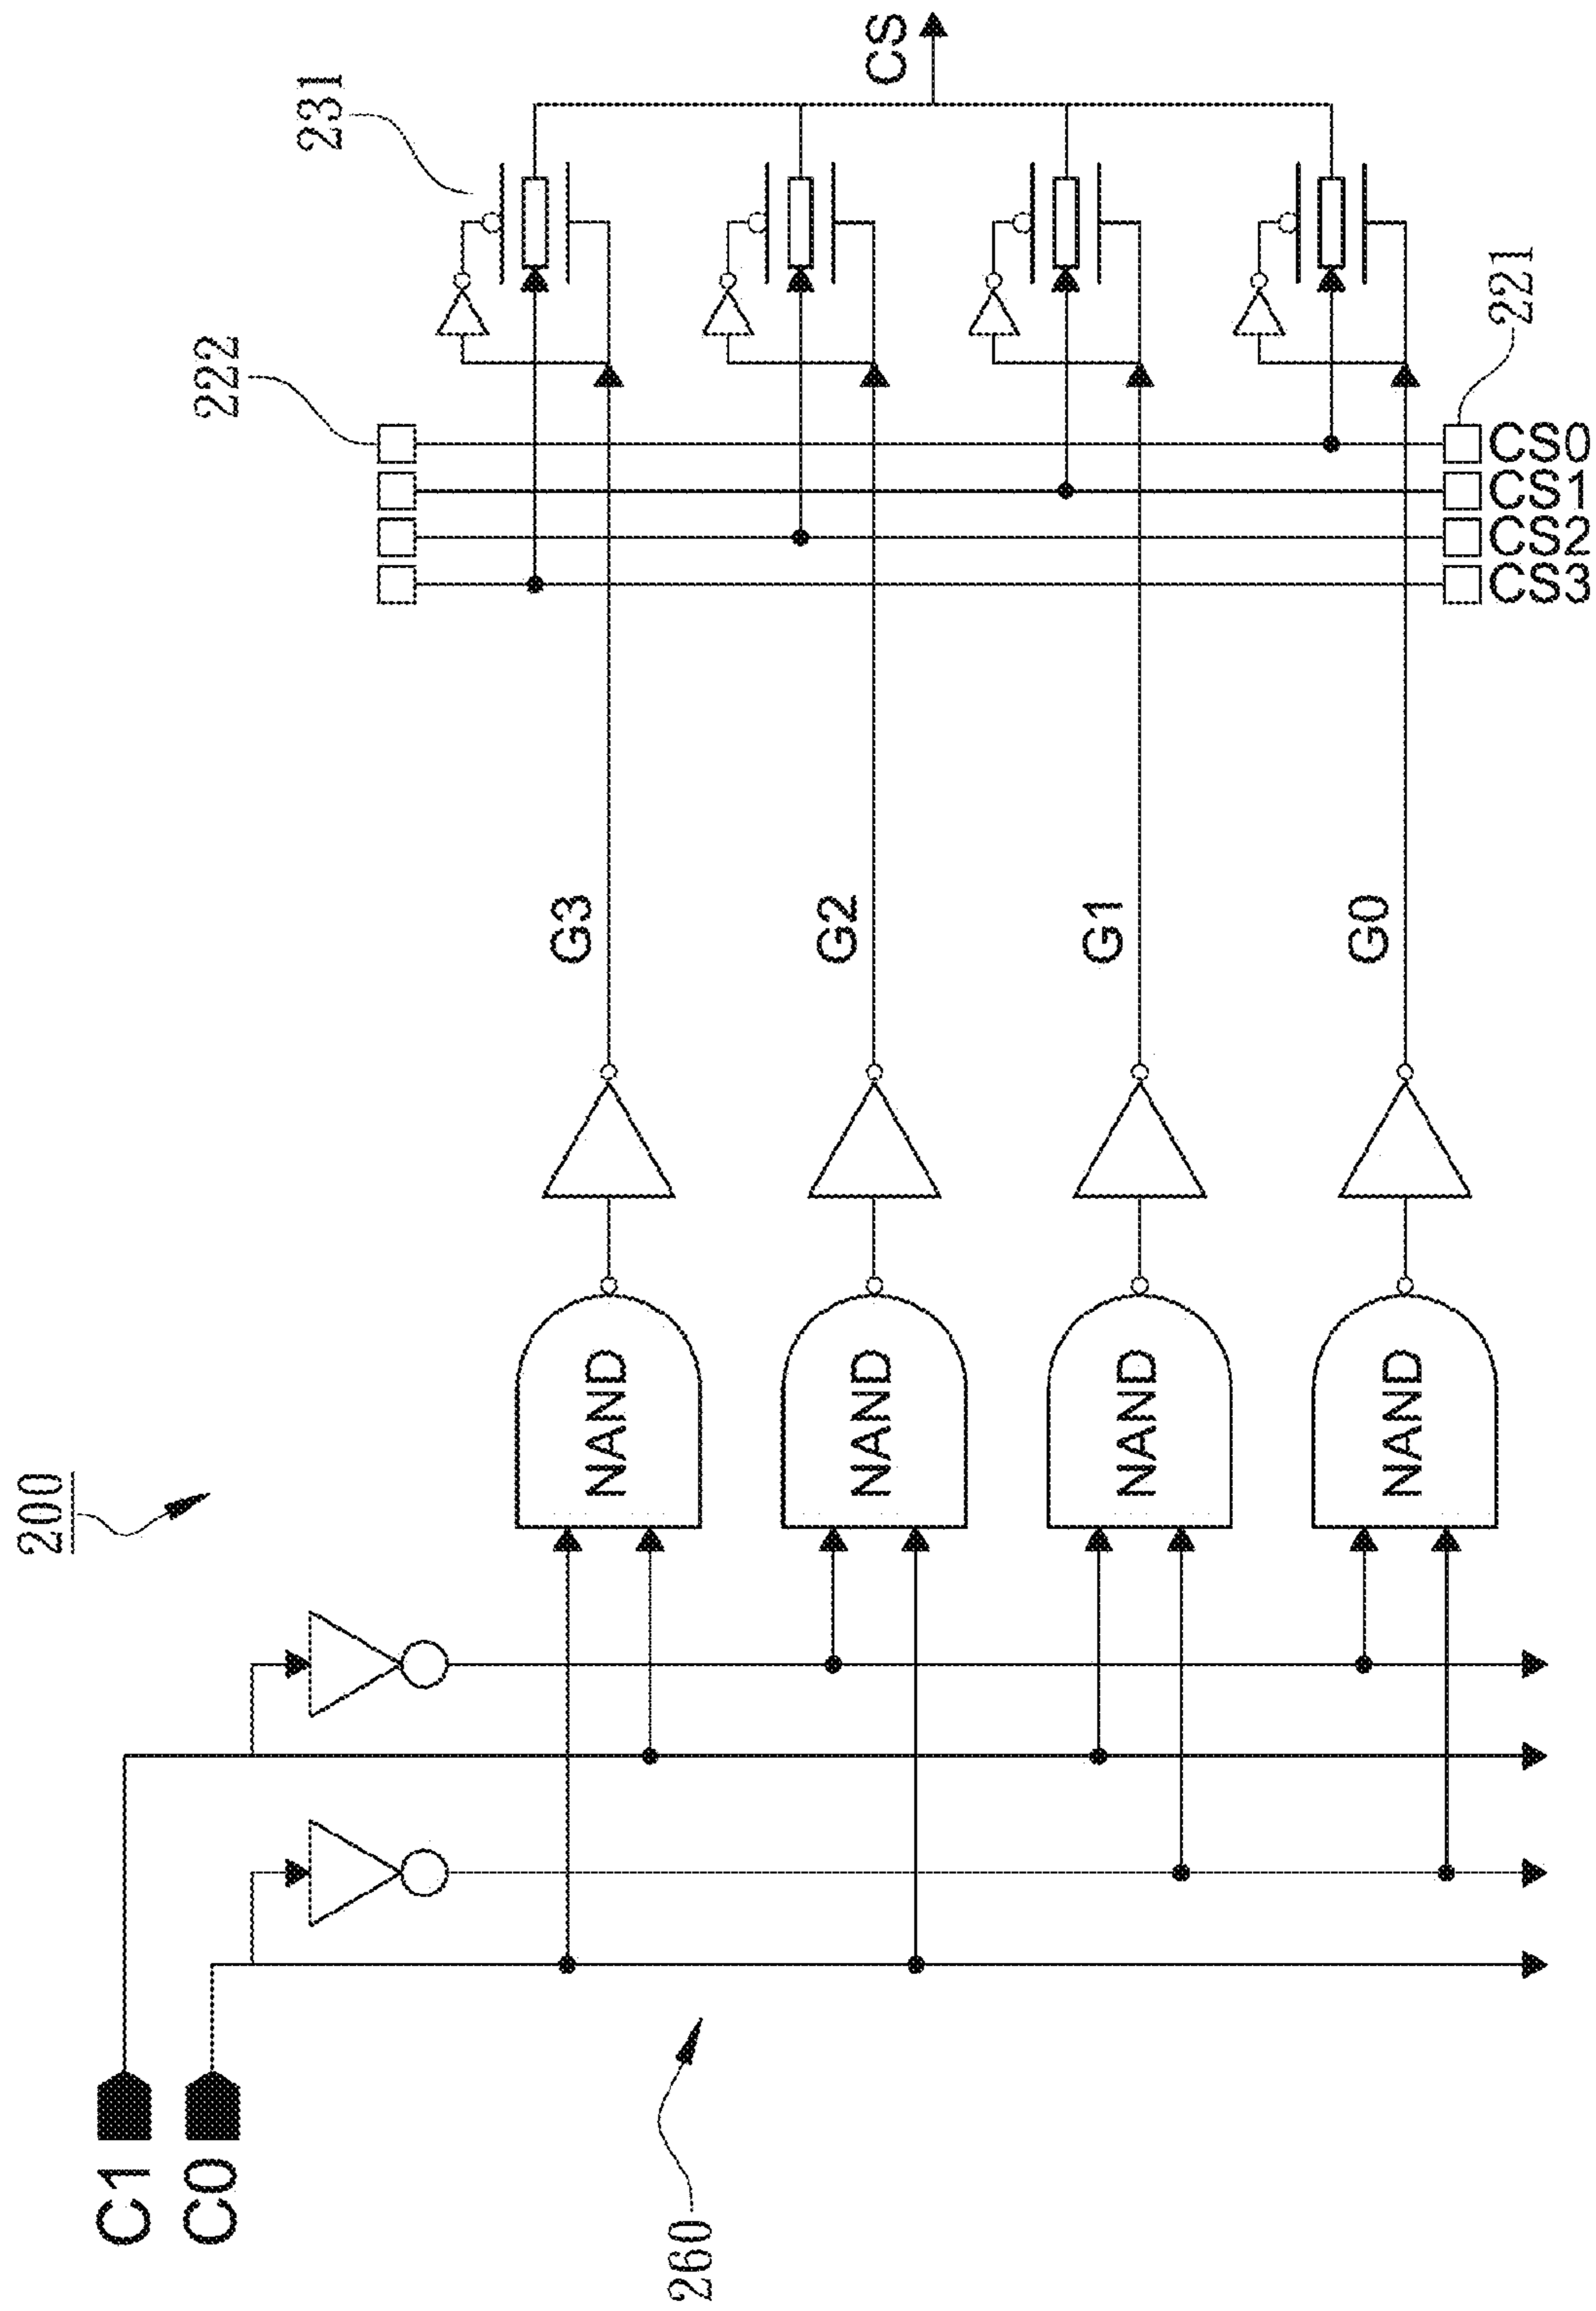 200
C1
C0
260
NAND
NAND
NAND
NAND
G3
G2
G1
G0
222
231
CS
CS3
CS2
CS1
CS0
221